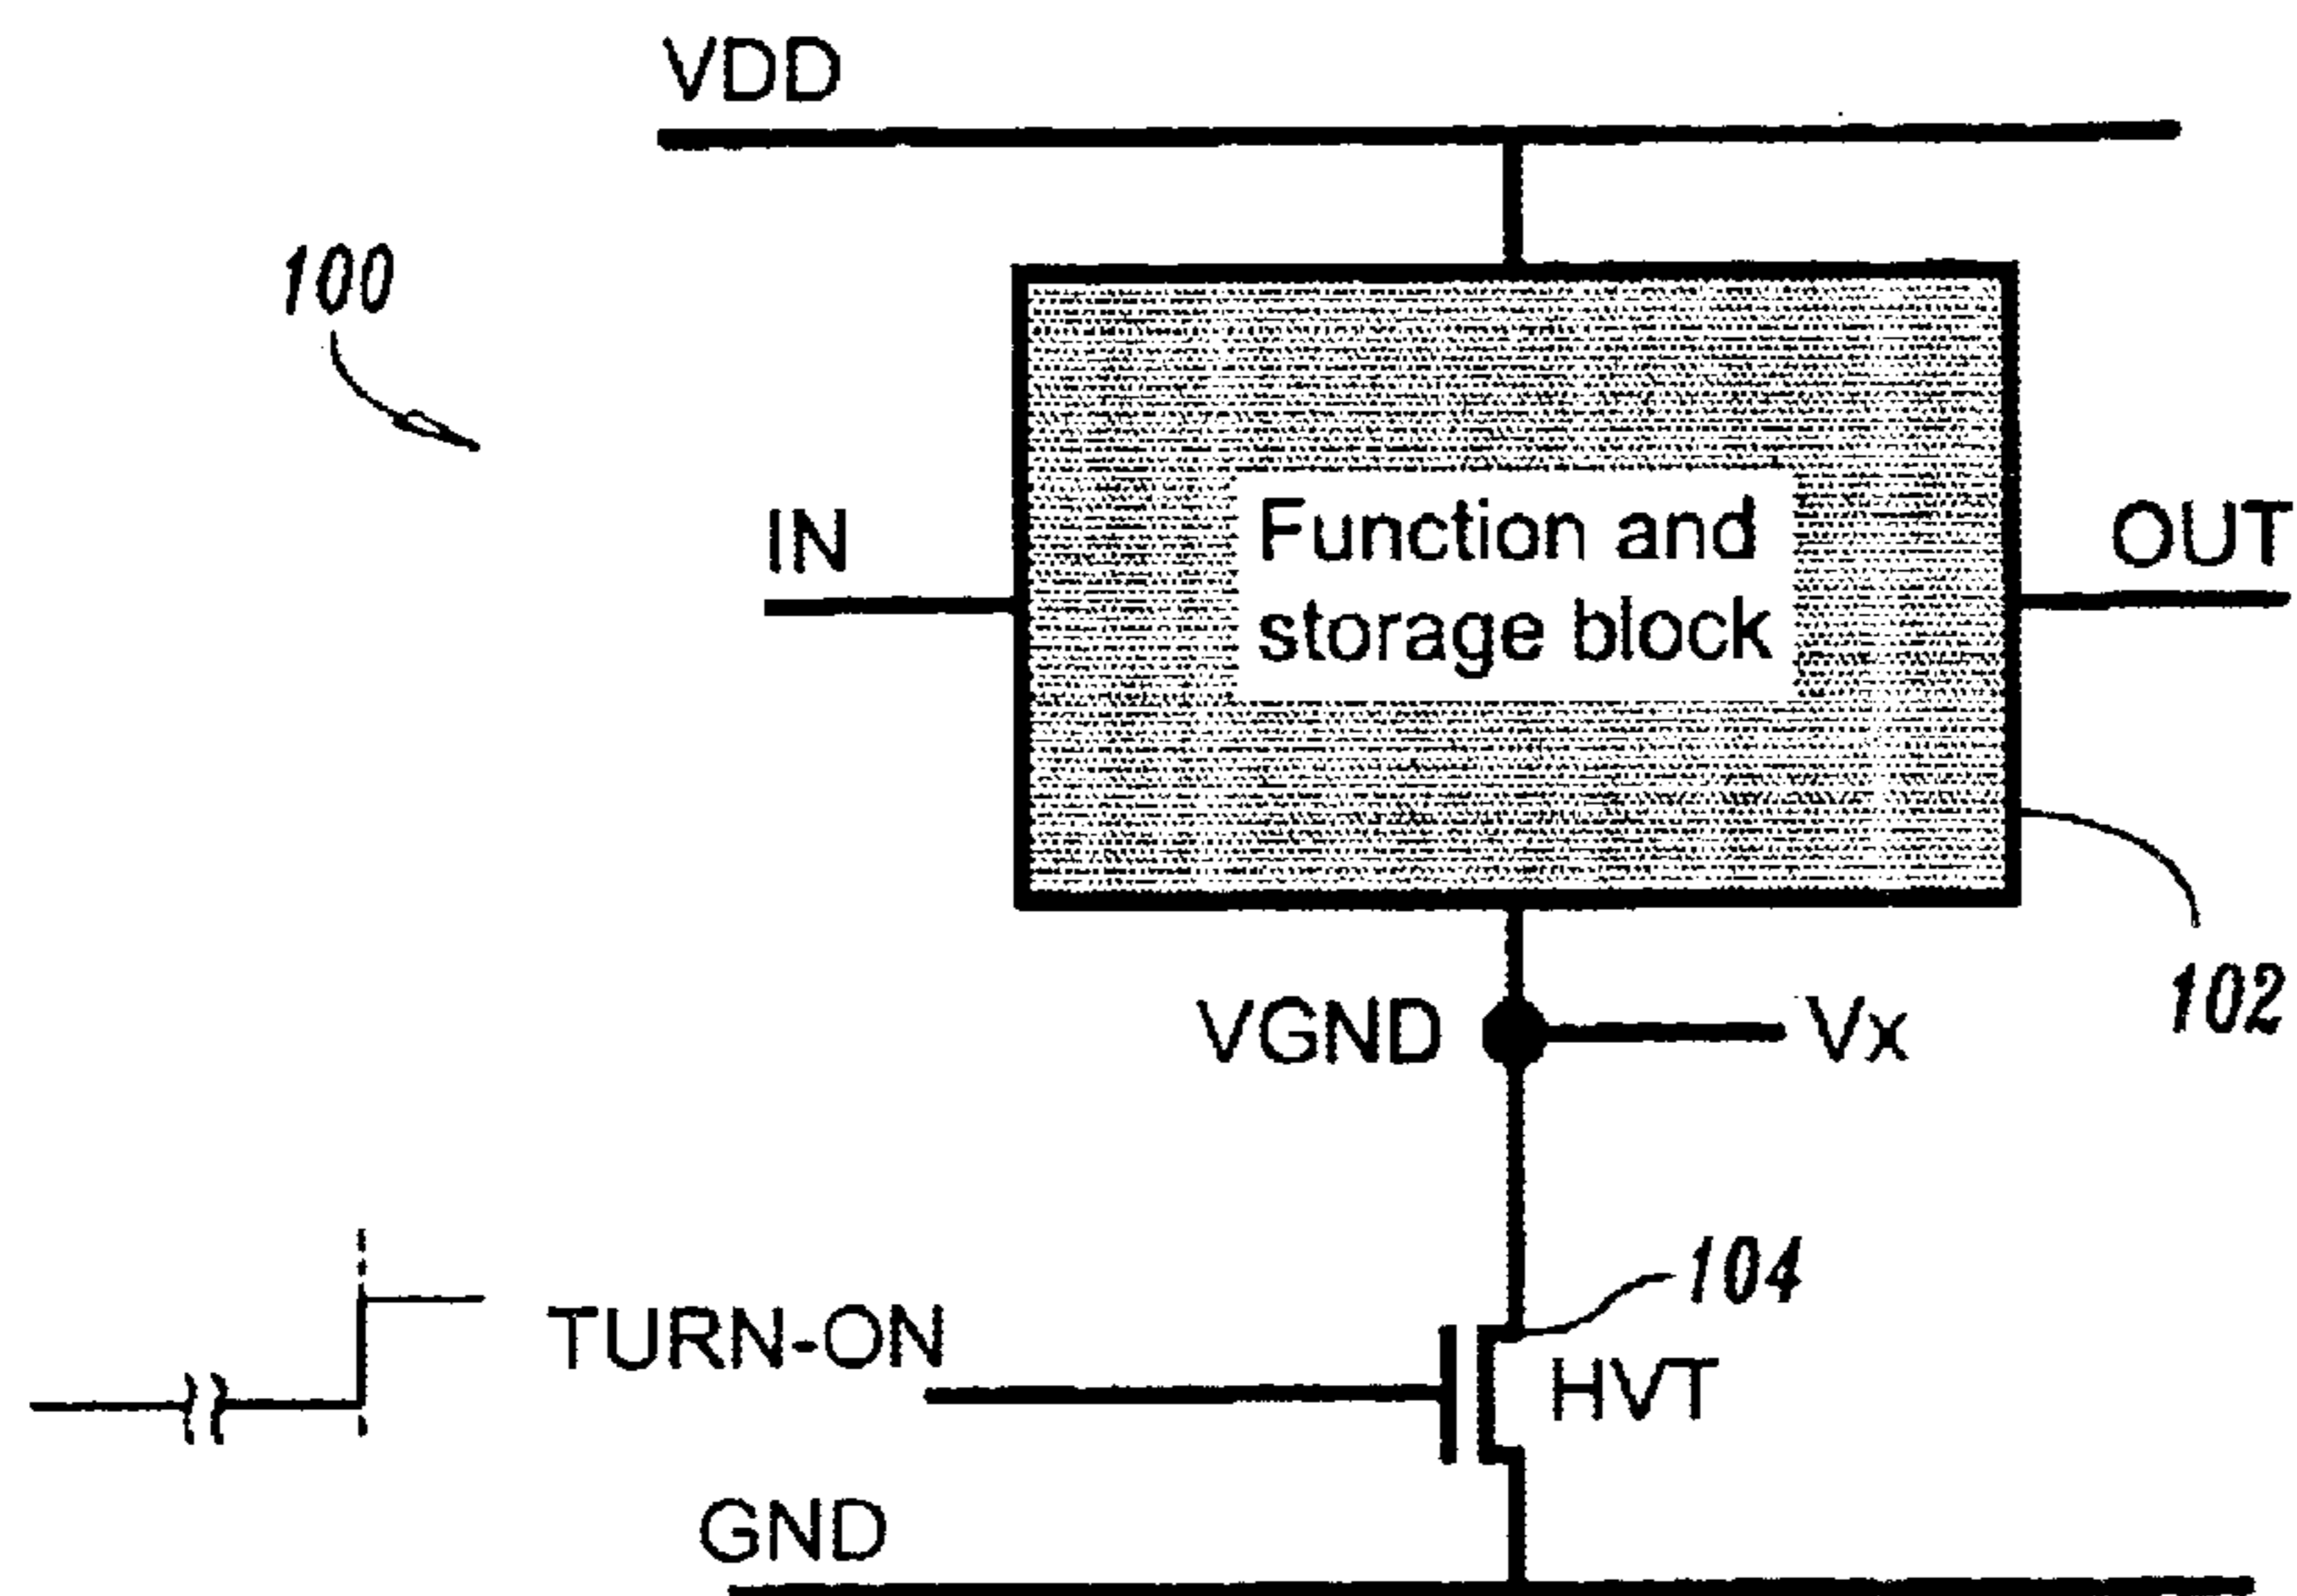 VDD
100
IN
Function and
storage block
OUT
102
VGND
Vx
104
TURN-ON
HVT
GND